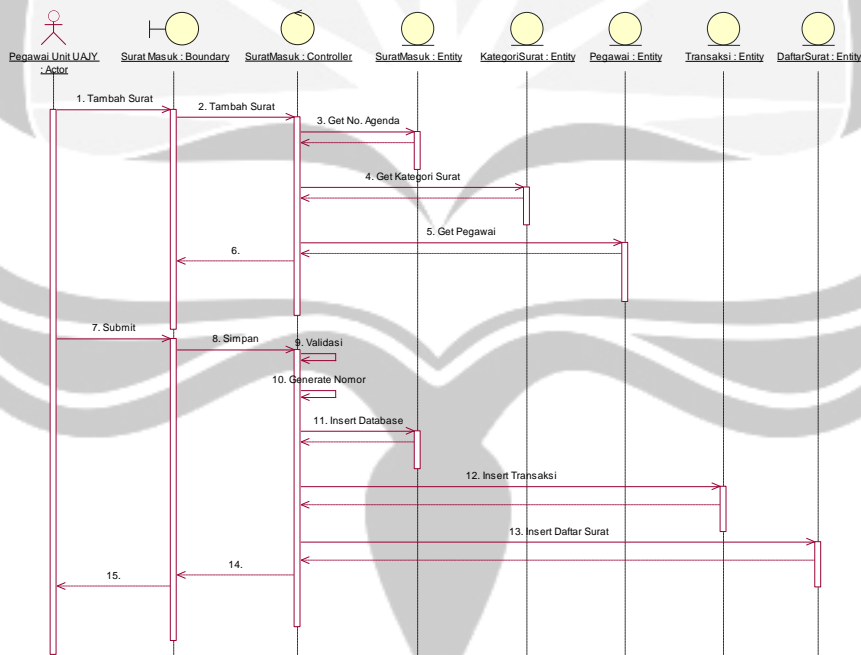 Pegawai Unit UAJY
: Actor
Surat Masuk : Boundary
SuratMasuk : Controller
SuratMasuk : Entity
KategoriSurat : Entity
Pegawai : Entity
Transaksi : Entity
DaftarSurat : Entity
1. Tambah Surat
2. Tambah Surat
3. Get No. Agenda
4. Get Kategori Surat
5. Get Pegawai
6.
7. Submit
8. Simpan
9. Validasi
10. Generate Nomor
11. Insert Database
12. Insert Transaksi
13. Insert Daftar Surat
14.
15.